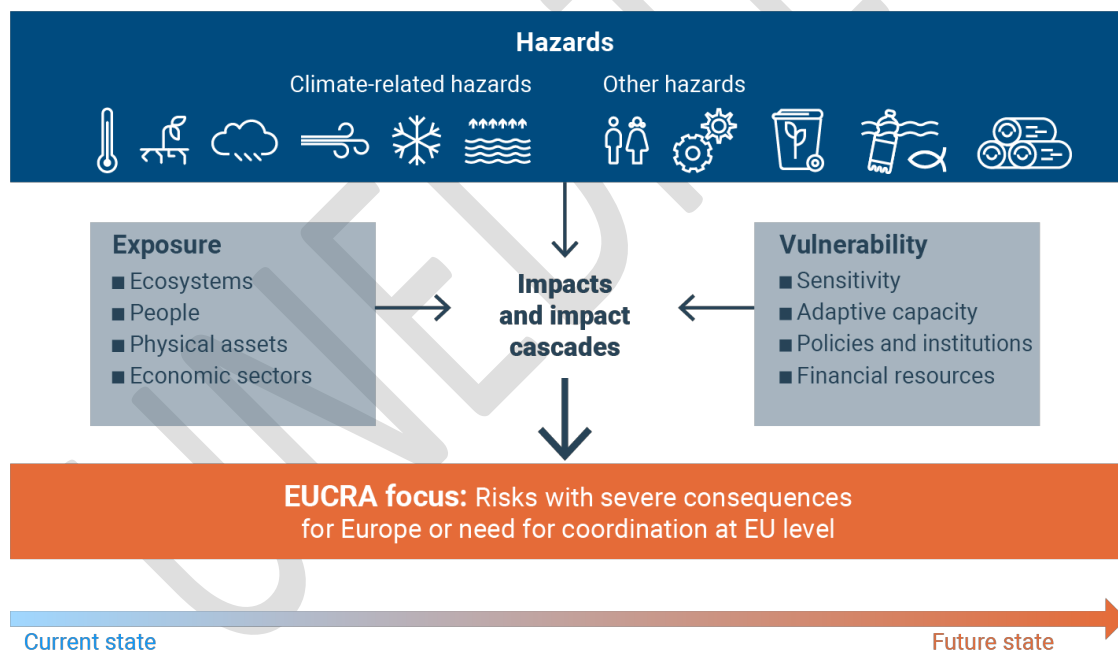 Hazards
Climate-related hazards
Other hazards
Exposure
■ Ecosystems
■ People
■ Physical assets
■ Economic sectors
Impacts
and impact
cascades
Vulnerability
■ Sensitivity
■ Adaptive capacity
■ Policies and institutions
■ Financial resources
EUCRA focus: Risks with severe consequences
for Europe or need for coordination at EU level
Current state
Future state